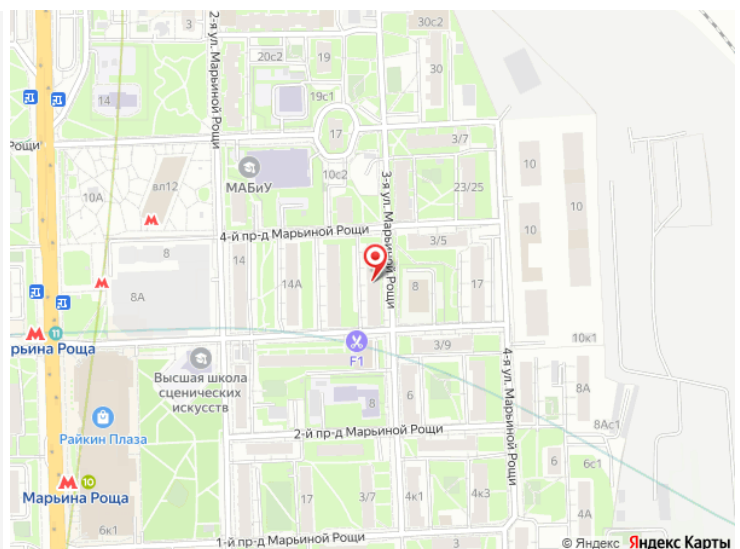 30с2
3
2-я ул. Марьиной Рощи
20с2
19
30
14
19с1
17
3/7
Рощи
МАБиУ
10с2
3-я ул. Марьиной Рощи
10
вл12
10А
23/25
10
10
М
4-й пр-д Марьиной Рощи
3/5
8
14
14А
8
17
М
8А
М
11
арьина Роща
F1
3/9
10к1
Высшая школа
сценических
искусств
4-я ул. Марьиной Рощи
8А
6
8
8Ас1
Райкин Плаза
2-й пр-д Марьиной Рощи
6с1
М
10
Марьина Роща
17
3/7
4к1
4к3
4А
6к1
1-й пр-д Марьиной Рощи
© Яндекс Яндекс Карты